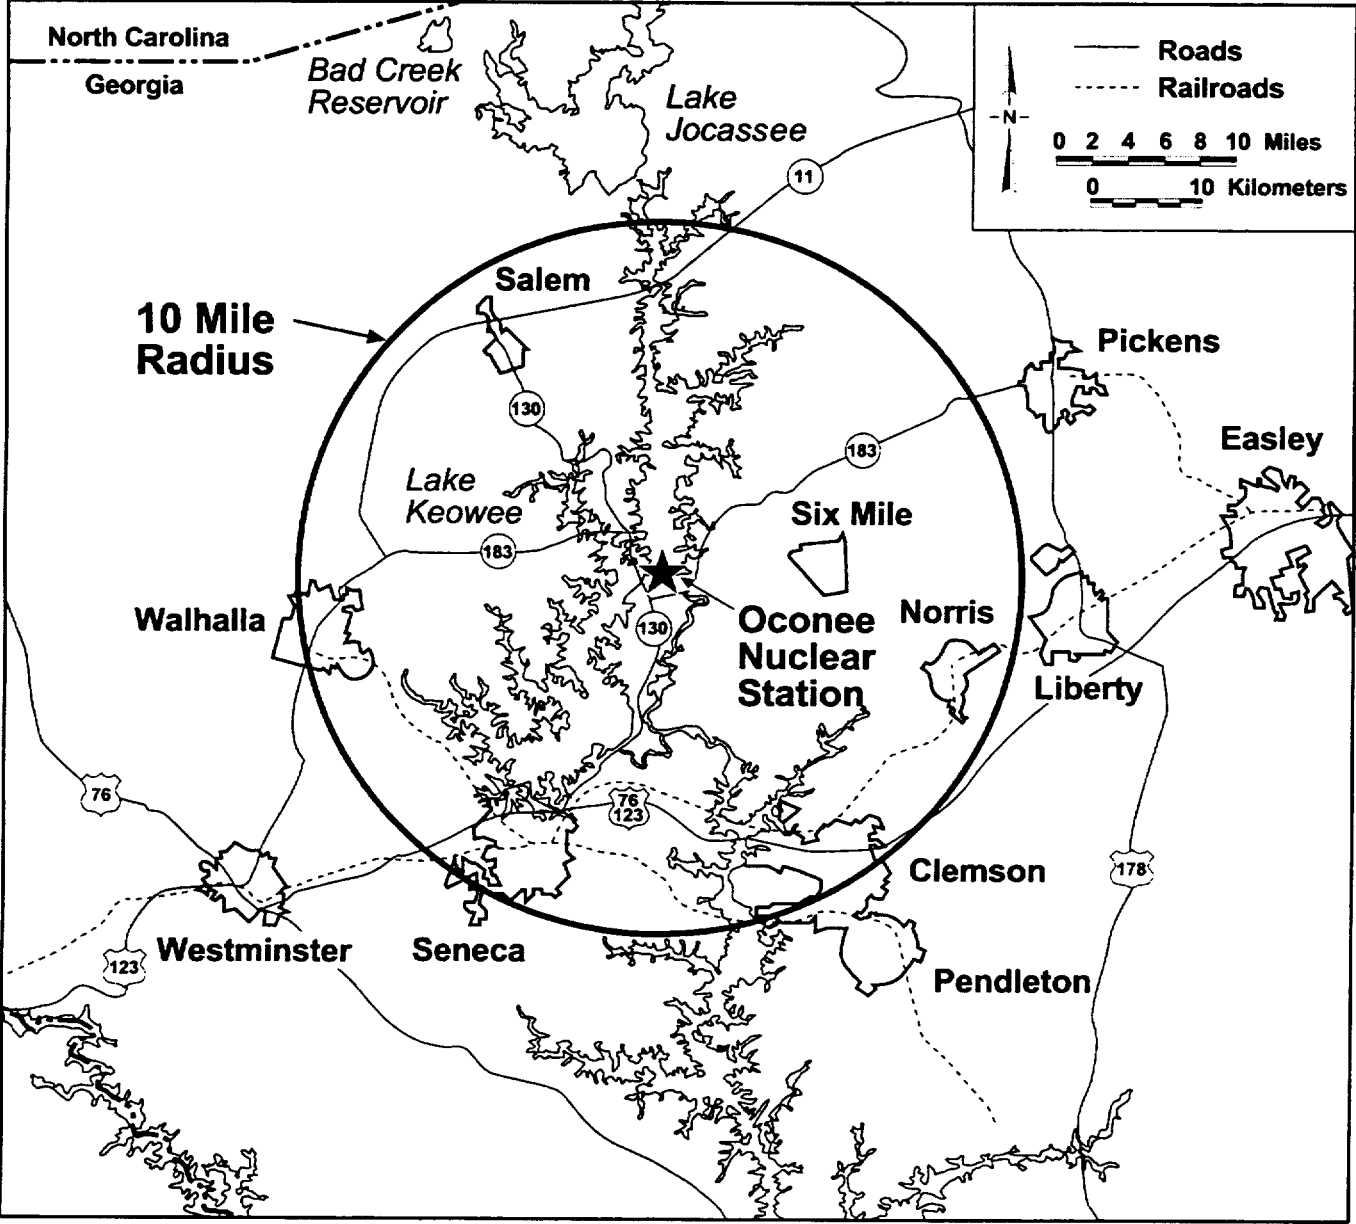 North Carolina
Georgia
Bad Creek
Reservoir
Lake
Jocassee
Roads
Railroads
-N-
0 2 4 6 8 10 Miles
0 10 Kilometers
11
Salem
10 Mile
Radius
Pickens
130
183
Easley
Lake
Keowee
Six Mile
183
Walhalla
Oconee
Nuclear
Station
Norris
130
Liberty
76
76
123
Clemson
178
Westminster
Seneca
123
Pendleton